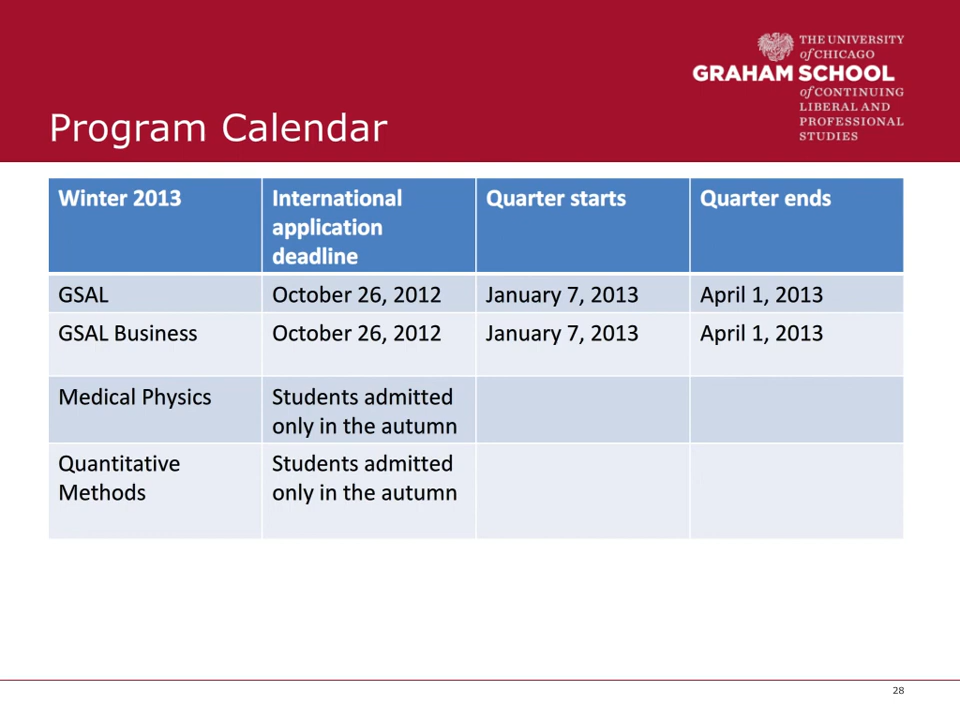 THE UNIVERSITY
of CHICAGO
GRAHAM SCHOOL
of CONTINUING
LIBERAL AND
PROFESSIONAL
STUDIES
Program Calendar
Winter 2013
International
application
deadline
Quarter starts
Quarter ends
GSAL
October 26, 2012
January 7, 2013
April 1, 2013
GSAL Business
October 26, 2012
January 7, 2013
April 1, 2013
Medical Physics
Students admitted
only in the autumn
Quantitative
Methods
Students admitted
only in the autumn
28